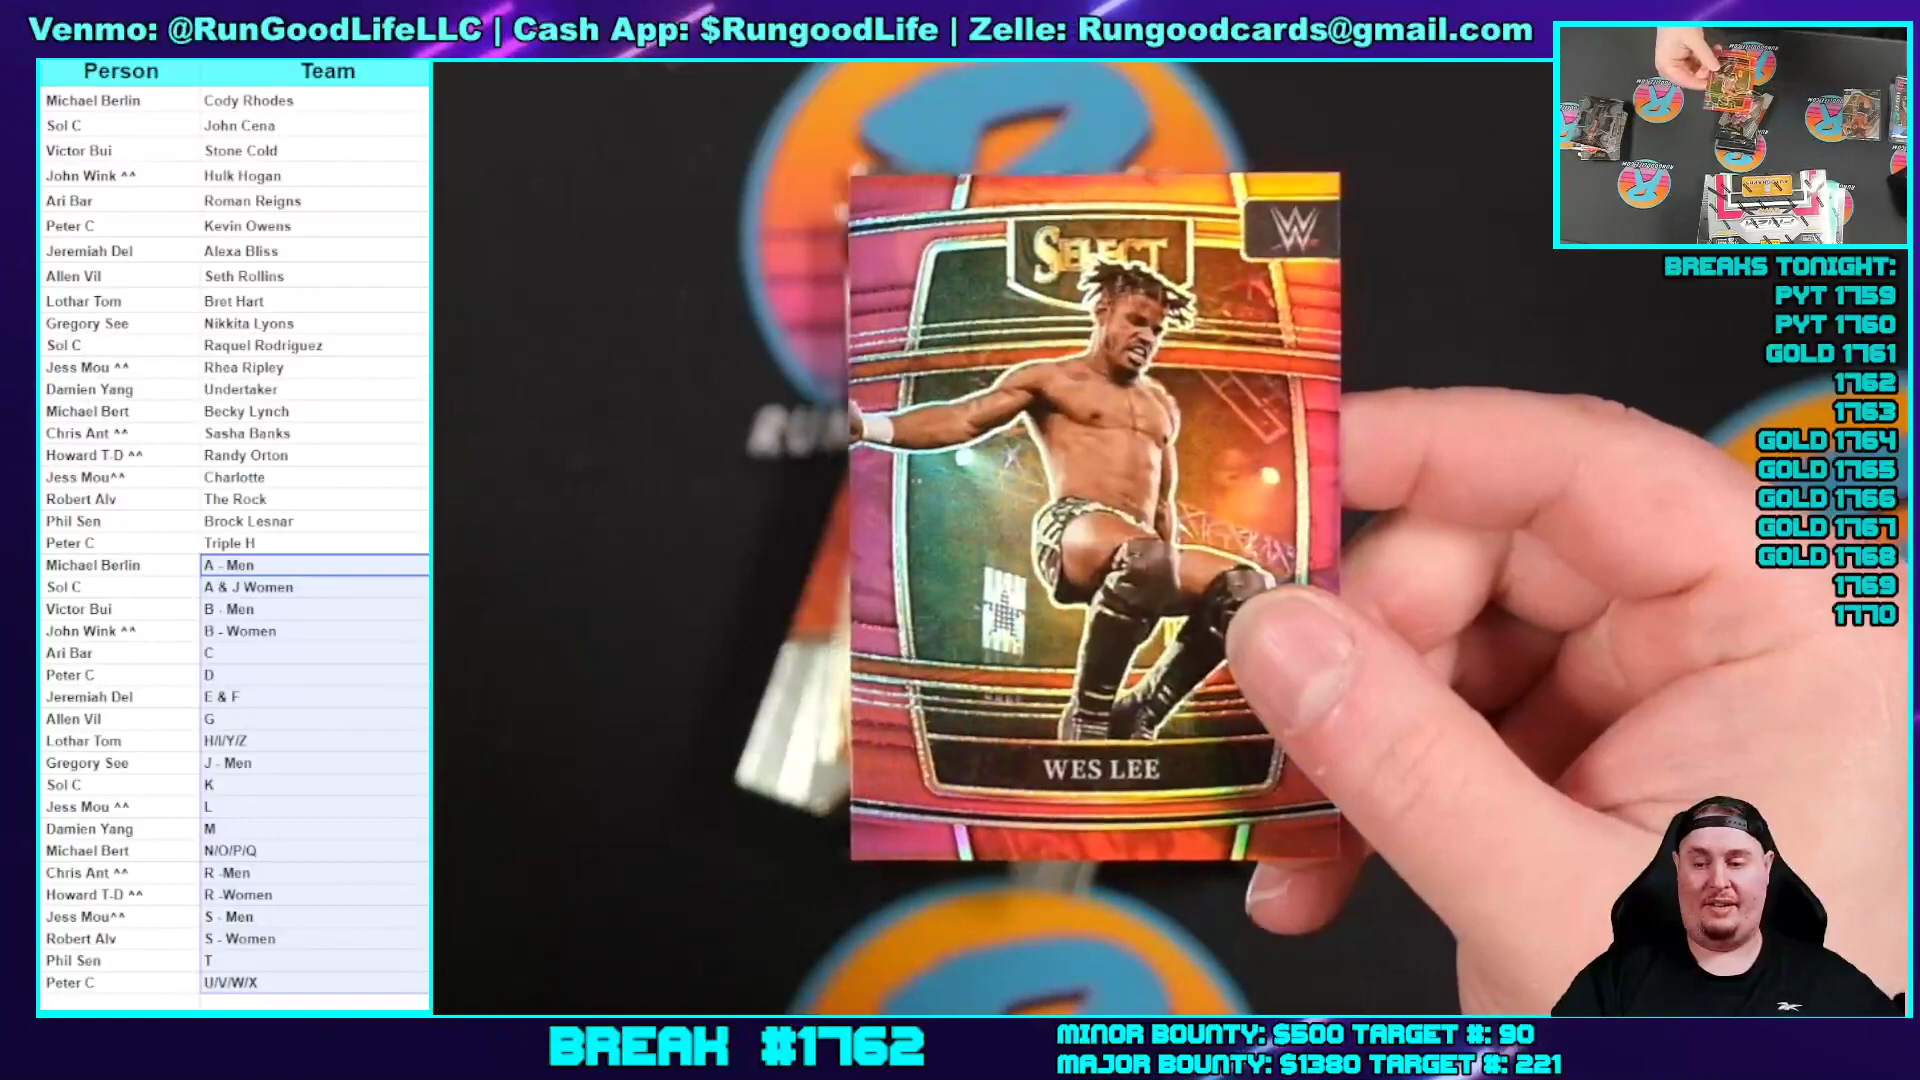 Venmo: @RunGoodLifeLLC | Cash App: $RungoodLife | Zelle: Rungoodcards@gmail.com
Person Team
Michael Berlin Cody Rhodes
Sol C John Cena
Victor Bui Stone Cold
John Wink ^^ Hulk Hogan
Ari Bar Roman Reigns
Peter C Kevin Owens
Jeremiah Del Alexa Bliss
Allen Vil Seth Rollins
Lothar Tom Bret Hart
Gregory See Nikkita Lyons
Sol C Raquel Rodriguez
Jess Mou ^^ Rhea Ripley
Damien Yang Undertaker
Michael Bert Becky Lynch
Chris Ant ^^ Sasha Banks
Howard T-D ^^ Randy Orton
Jess Mou^^ Charlotte
Robert Alv The Rock
Phil Sen Brock Lesnar
Peter C Triple H
Michael Berlin A - Men
Sol C A & J Women
Victor Bui B - Men
John Wink ^^ B - Women
Ari Bar C
Peter C D
Jeremiah Del E & F
Allen Vil G
Lothar Tom H/I/Y/Z
Gregory See J - Men
Sol C K
Jess Mou ^^ L
Damien Yang M
Michael Bert N/O/P/Q
Chris Ant ^^ R -Men
Howard T-D ^^ R -Women
Jess Mou^^ S - Men
Robert Alv S - Women
Phil Sen T
Peter C U/V/W/X
SELECT
W
WES LEE
BREAKS TONIGHT:
PYT 1759
PYT 1760
GOLD 1761
1762
1763
GOLD 1764
GOLD 1765
GOLD 1766
GOLD 1767
GOLD 1768
1769
1770
BREAK #1762
MINOR BOUNTY: $500 TARGET #: 90
MAJOR BOUNTY: $1380 TARGET #: 221